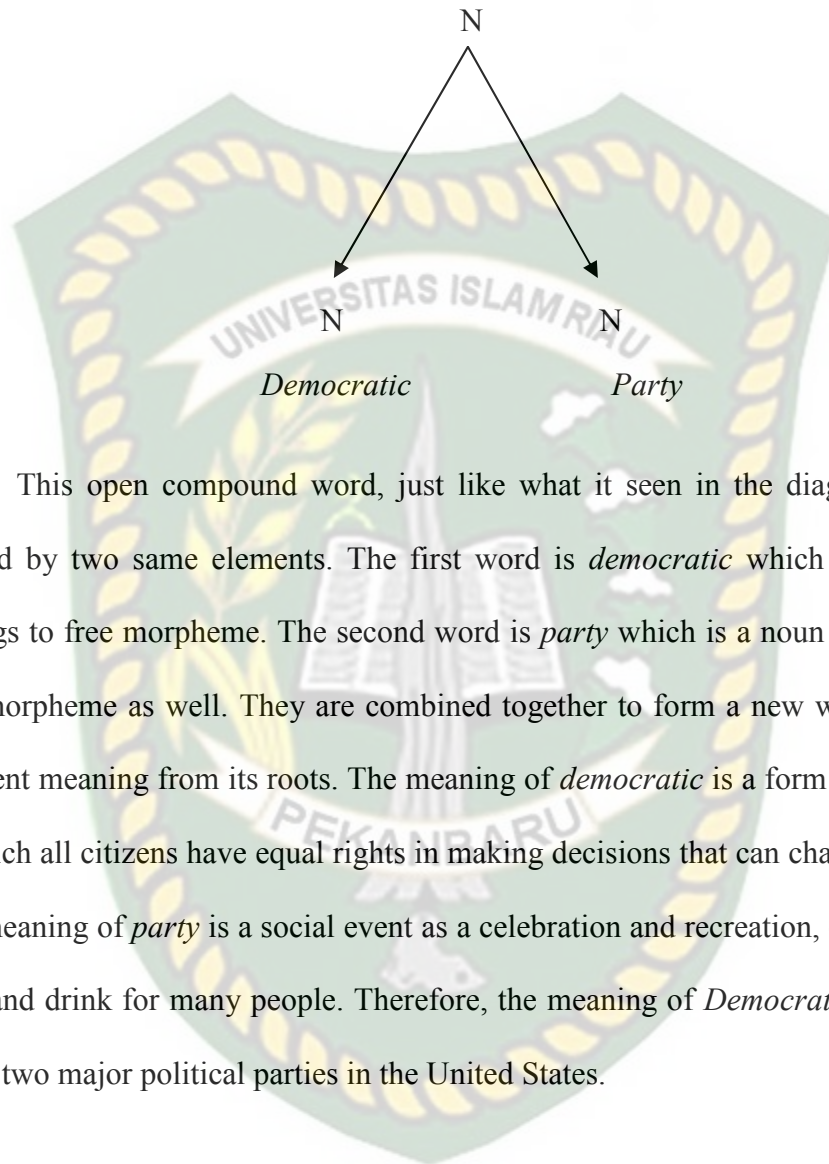 N
UNIVERSITAS ISLAM RIAU
N N
Democratic Party
This open compound word, just like what it seen in the diag
d by two same elements. The first word is democratic which
gs to free morpheme. The second word is party which is a noun
norpheme as well. They are combined together to form a new w
ent meaning from its roots. The meaning of democratic is a form
PEKANBARU
ich all citizens have equal rights in making decisions that can cha
neaning of party is a social event as a celebration and recreation,
and drink for many people. Therefore, the meaning of Democrat
two major political parties in the United States.